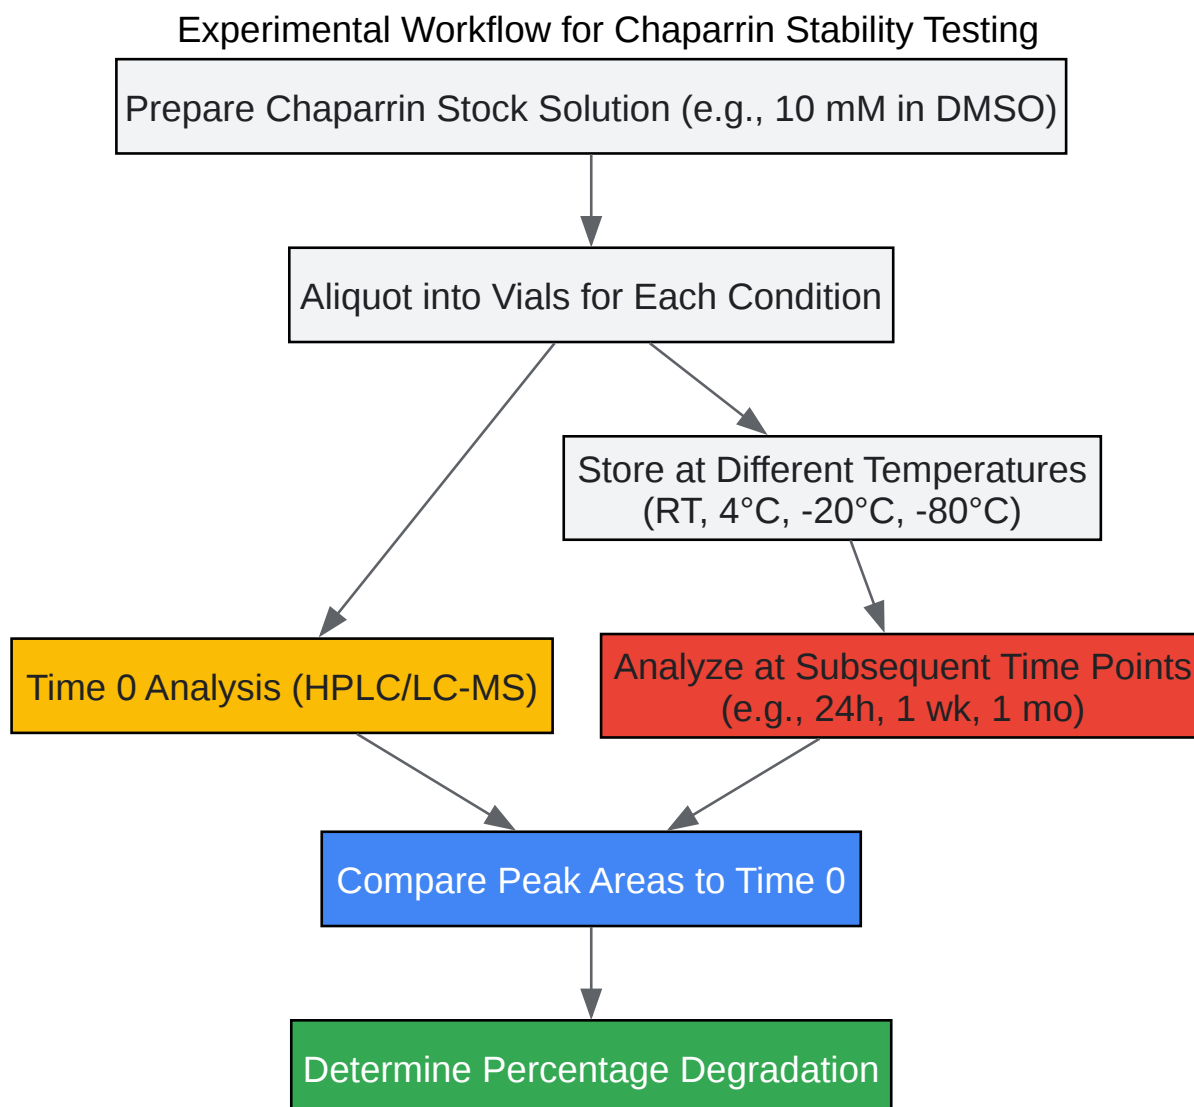 Experimental Workflow for Chaparrin Stability Testing
Prepare Chaparrin Stock Solution (e.g., 10 mM in DMSO)
Aliquot into Vials for Each Condition
Store at Different Temperatures
(RT, 4°C, -20°C, -80°C)
Time 0 Analysis (HPLC/LC-MS)
Analyze at Subsequent Time Points
(e.g., 24h, 1 wk, 1 mo)
Compare Peak Areas to Time 0
Determine Percentage Degradation